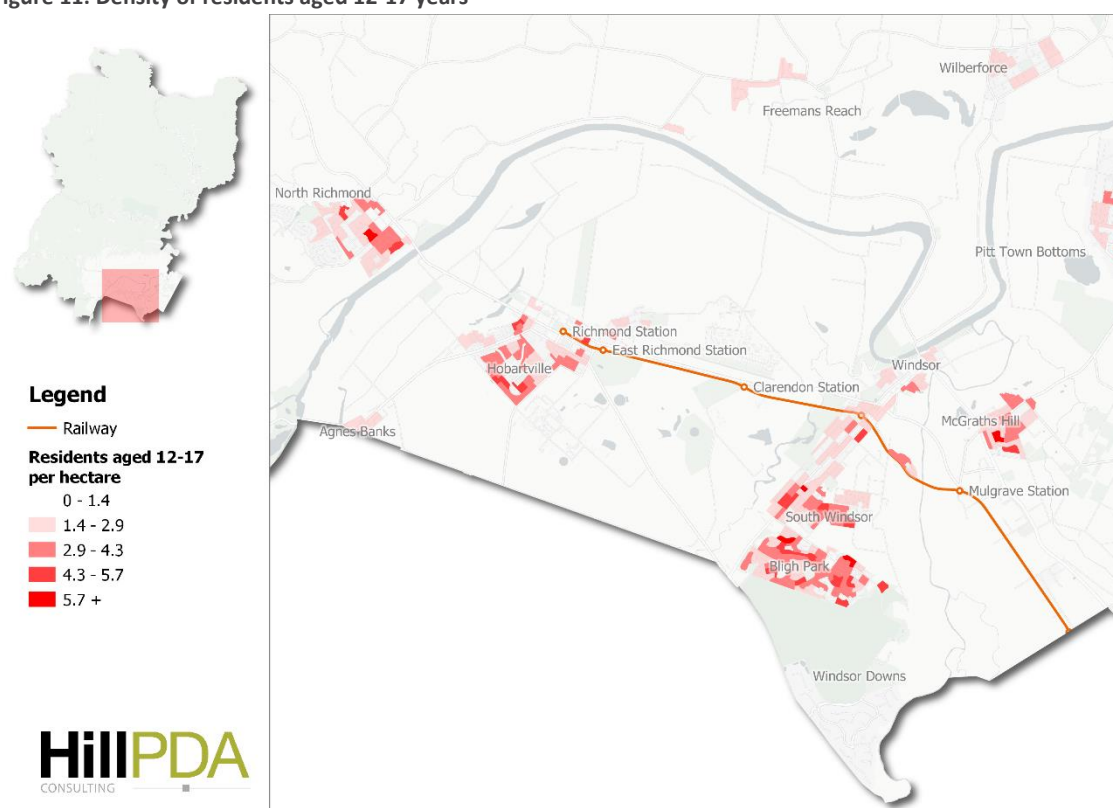 Figure 11: Density of residents aged 12-17 years
Wilberforce
Freemans Reach
North Richmond
Pitt Town Bottoms
Richmond Station
East Richmond Station
Hobartville
Windsor
Clarendon Station
McGraths Hill
Agnes Banks
Mulgrave Station
South Windsor
Bligh Park
Windsor Downs
Legend
Railway
Residents aged 12-17
per hectare
0 - 1.4
1.4 - 2.9
2.9 - 4.3
4.3 - 5.7
5.7 +
HillPDA
CONSULTING